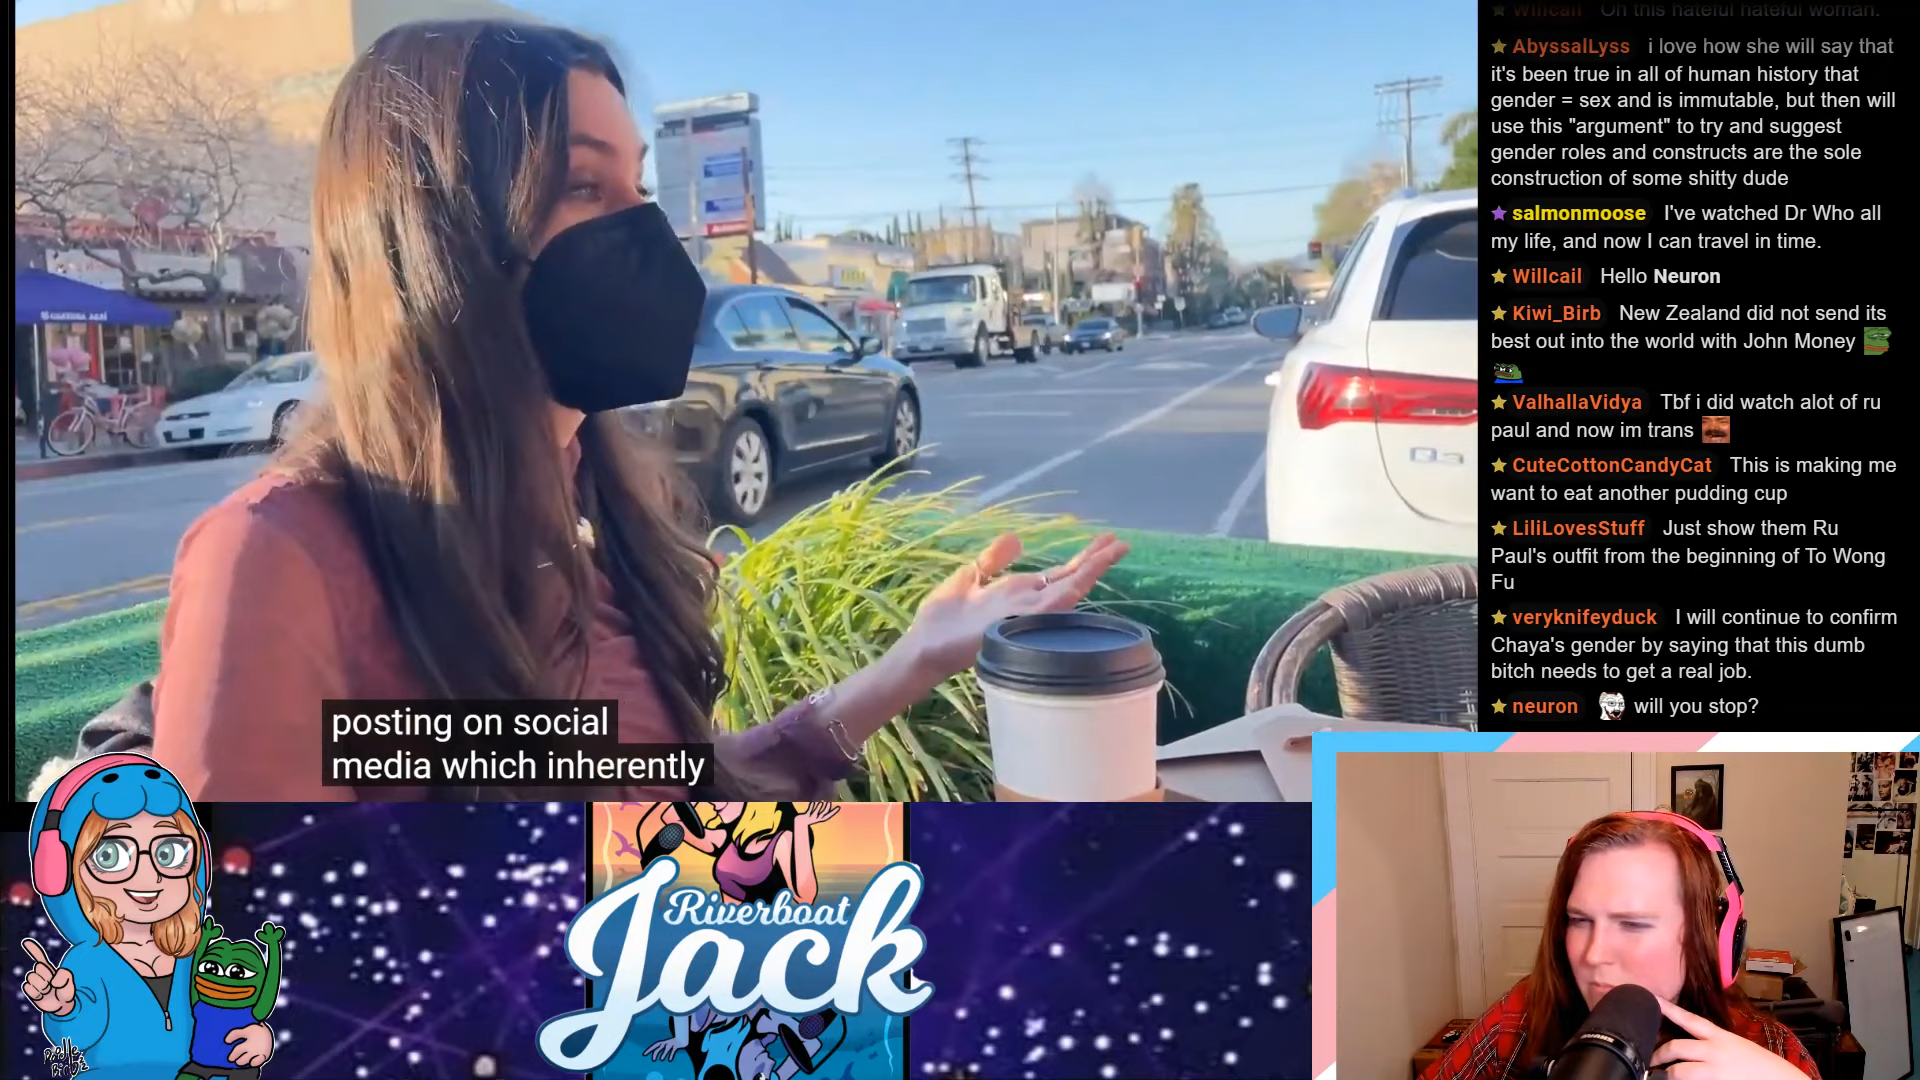 Willcail Oh this hateful hateful woman.
AbyssalLyss i love how she will say that
it's been true in all of human history that
gender = sex and is immutable, but then will
use this "argument" to try and suggest
gender roles and constructs are the sole
construction of some shitty dude
salmonmoose I've watched Dr Who all
my life, and now I can travel in time.
Willcail Hello Neuron
Kiwi_Birb New Zealand did not send its
best out into the world with John Money
ValhallaVidya Tbf i did watch alot of ru
paul and now im trans
CuteCottonCandyCat This is making me
want to eat another pudding cup
LiliLovesStuff Just show them Ru
Paul's outfit from the beginning of To Wong
Fu
veryknifeyduck I will continue to confirm
Chaya's gender by saying that this dumb
bitch needs to get a real job.
neuron will you stop?
posting on social
media which inherently
Riverboat
Jack